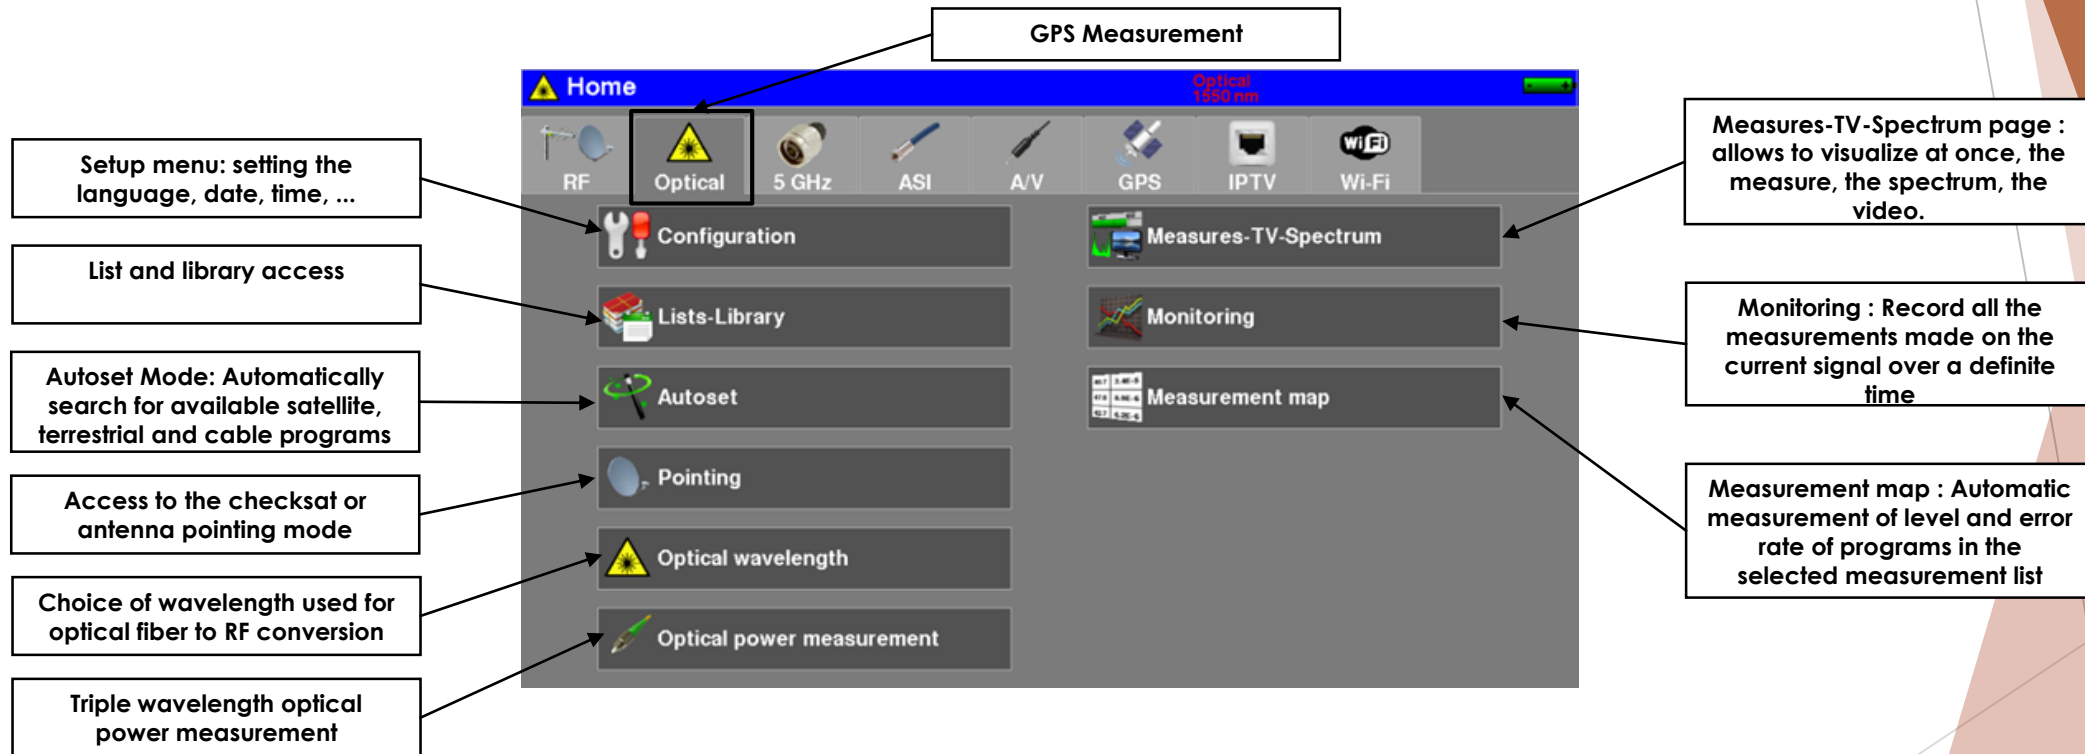 GPS Measurement
Home
Optical
1550 nm
RF
Optical
5 GHz
ASI
A/V
GPS
IPTV
Wi-Fi
Wi Fi
Setup menu: setting the
language, date, time, ...
List and library access
Autoset Mode: Automatically
search for available satellite,
terrestrial and cable programs
Access to the checksat or
antenna pointing mode
Choice of wavelength used for
optical fiber to RF conversion
Triple wavelength optical
power measurement
Configuration
Lists-Library
Autoset
Pointing
Optical wavelength
Optical power measurement
Measures-TV-Spectrum
Monitoring
Measurement map
Measures-TV-Spectrum page :
allows to visualize at once, the
measure, the spectrum, the
video.
Monitoring : Record all the
measurements made on the
current signal over a definite
time
Measurement map : Automatic
measurement of level and error
rate of programs in the
selected measurement list